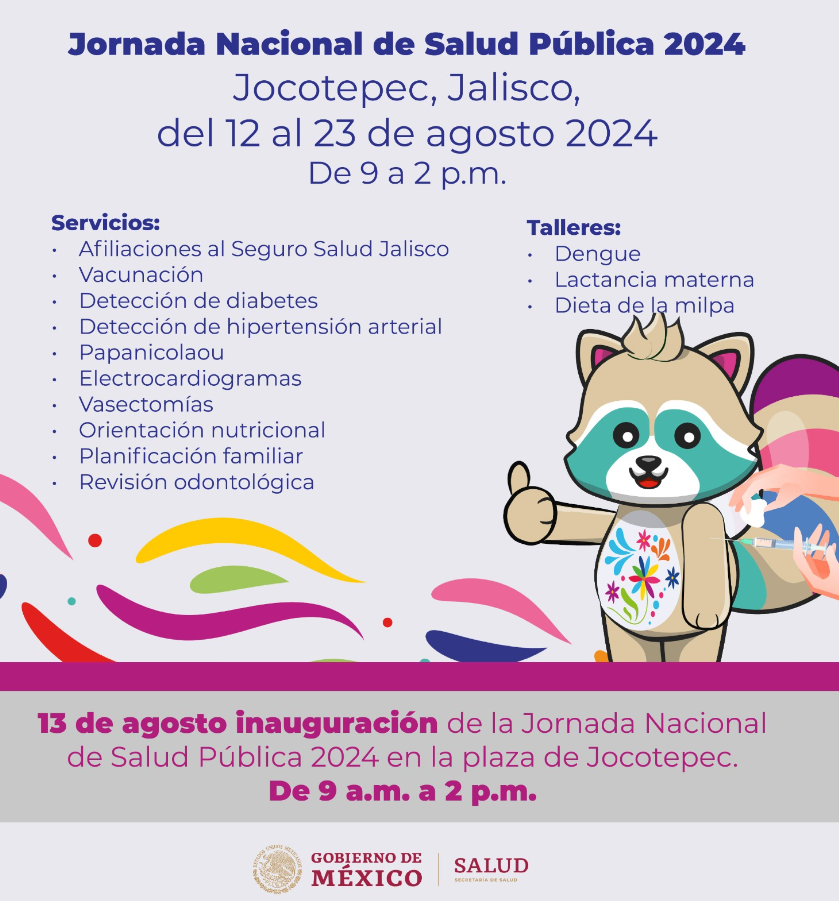 Jornada Nacional de Salud Pública 2024
Jocotepec, Jalisco,
del 12 al 23 de agosto 2024
De 9 a 2 p.m.
Servicios:
• Afiliaciones al Seguro Salud Jalisco
• Vacunación
• Detección de diabetes
• Detección de hipertensión arterial
• Papanicolaou
• Electrocardiogramas
• Vasectomías
• Orientación nutricional
• Planificación familiar
• Revisión odontológica
Talleres:
• Dengue
• Lactancia materna
• Dieta de la milpa
13 de agosto inauguración de la Jornada Nacional
de Salud Pública 2024 en la plaza de Jocotepec.
De 9 a.m. a 2 p.m.
GOBIERNO DE
MÉXICO
SALUD
SECRETARÍA DE SALUD